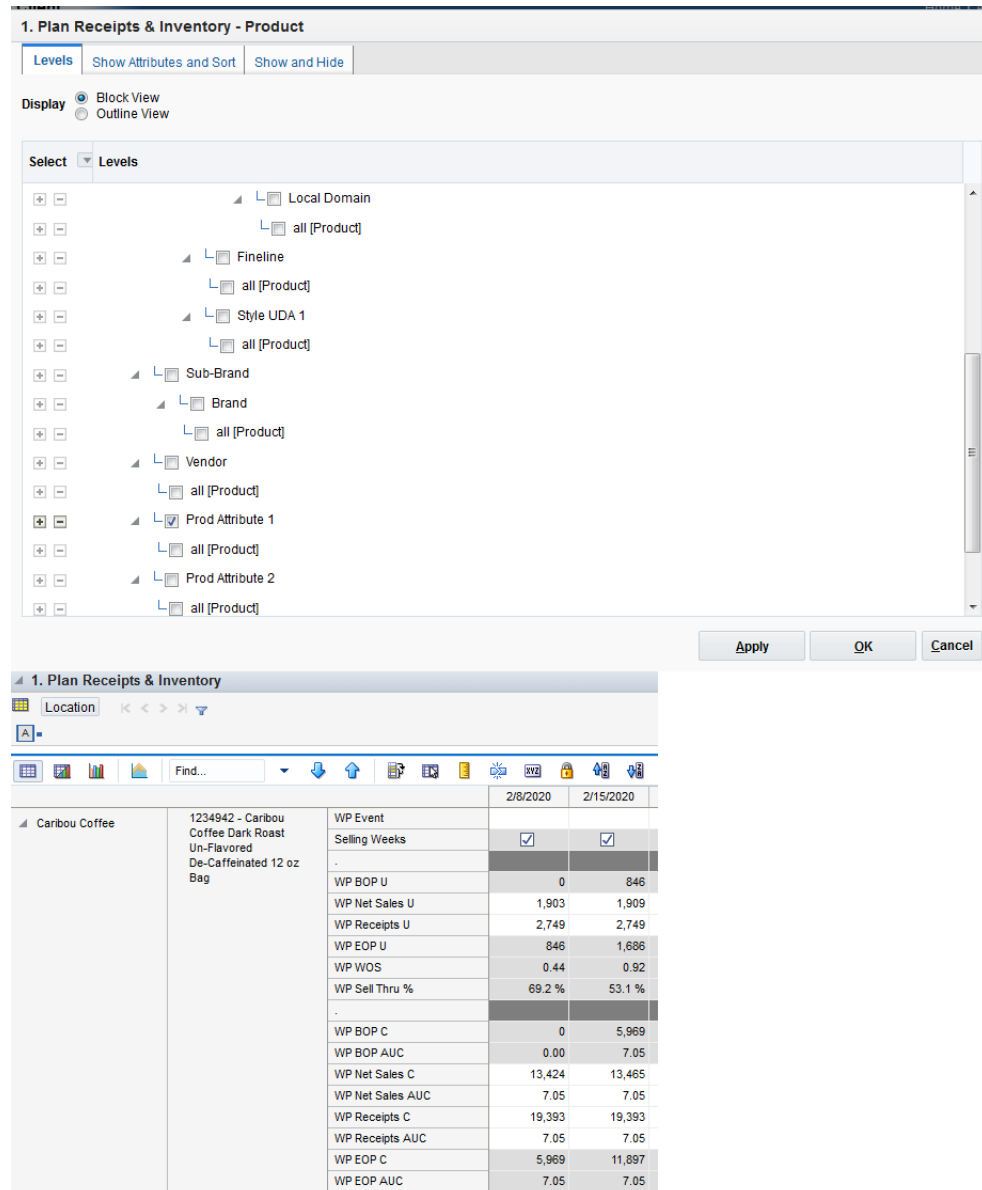 1. Plan Receipts & Inventory - Product
Levels
Show Attributes and Sort
Show and Hide
Display
Block View
Outline View
Select
Levels
Local Domain
all [Product]
Fineline
all [Product]
Style UDA 1
all [Product]
Sub-Brand
Brand
all [Product]
Vendor
all [Product]
Prod Attribute 1
all [Product]
Prod Attribute 2
all [Product]
Apply
OK
Cancel
1. Plan Receipts & Inventory
Location
A
Find...
XYZ
2/8/2020 2/15/2020
Caribou Coffee
1234942 - Caribou
Coffee Dark Roast
Un-Flavored
De-Caffeinated 12 oz
Bag
WP Event
Selling Weeks
.
WP BOP U 0 846
WP Net Sales U 1,903 1,909
WP Receipts U 2,749 2,749
WP EOP U 846 1,686
WP WOS 0.44 0.92
WP Sell Thru % 69.2 % 53.1 %
.
WP BOP C 0 5,969
WP BOP AUC 0.00 7.05
WP Net Sales C 13,424 13,465
WP Net Sales AUC 7.05 7.05
WP Receipts C 19,393 19,393
WP Receipts AUC 7.05 7.05
WP EOP C 5,969 11,897
WP EOP AUC 7.05 7.05